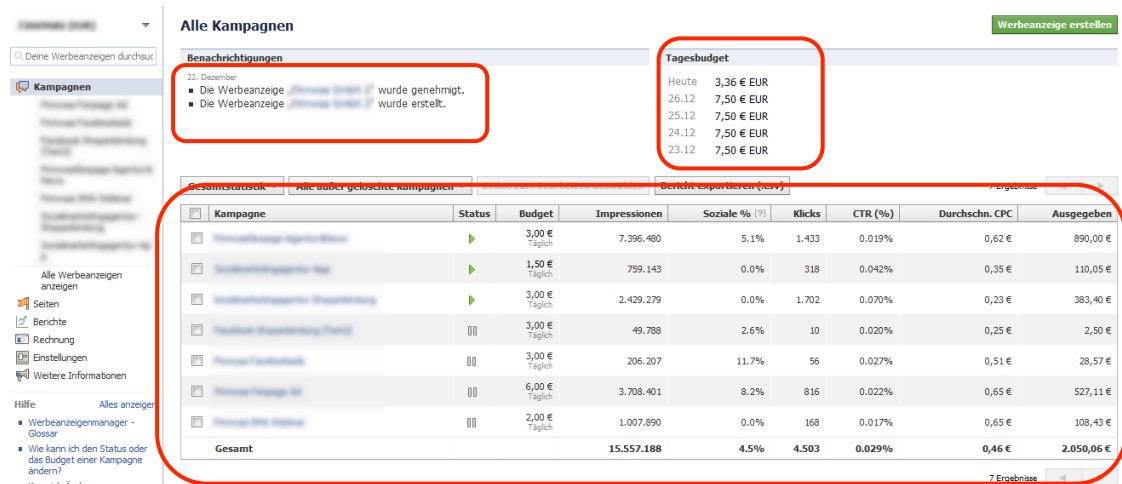 Alle Kampagnen
Werbeanzeige erstellen
Deine Werbeanzeigen durchsuc
Kampagnen
Alle Werbeanzeigen
anzeigen
Seiten
Berichte
Rechnung
Einstellungen
Weitere Informationen
Hilfe Alles anzeigen
Werbeanzeigenmanager -
Glossar
Wie kann ich den Status oder
das Budget einer Kampagne
ändern?
Benachrichtigungen
22. Dezember
Die Werbeanzeige wurde genehmigt.
Die Werbeanzeige wurde erstellt.
Tagesbudget
Heute 3,36 € EUR
26.12 7,50 € EUR
25.12 7,50 € EUR
24.12 7,50 € EUR
23.12 7,50 € EUR
Gesamtstatistik Alle außer gelöschte Kampagnen Zeilen zum Bearbeiten auswählen Bericht exportieren (.csv) 7 Ergebnisse
Kampagne Status Budget Impressionen Soziale % [?] Klicks CTR (%) Durchschn. CPC Ausgegeben
3,00 € Täglich 7.396.480 5.1% 1.433 0.019% 0,62 € 890,00 €
1,50 € Täglich 759.143 0.0% 318 0.042% 0,35 € 110,05 €
3,00 € Täglich 2.429.279 0.0% 1.702 0.070% 0,23 € 383,40 €
3,00 € Täglich 49.788 2.6% 10 0.020% 0,25 € 2,50 €
3,00 € Täglich 206.207 11.7% 56 0.027% 0,51 € 28,57 €
6,00 € Täglich 3.708.401 8.2% 816 0.022% 0,65 € 527,11 €
2,00 € Täglich 1.007.890 0.0% 168 0.017% 0,65 € 108,43 €
Gesamt 15.557.188 4.5% 4.503 0.029% 0,46 € 2.050,06 €
7 Ergebnisse